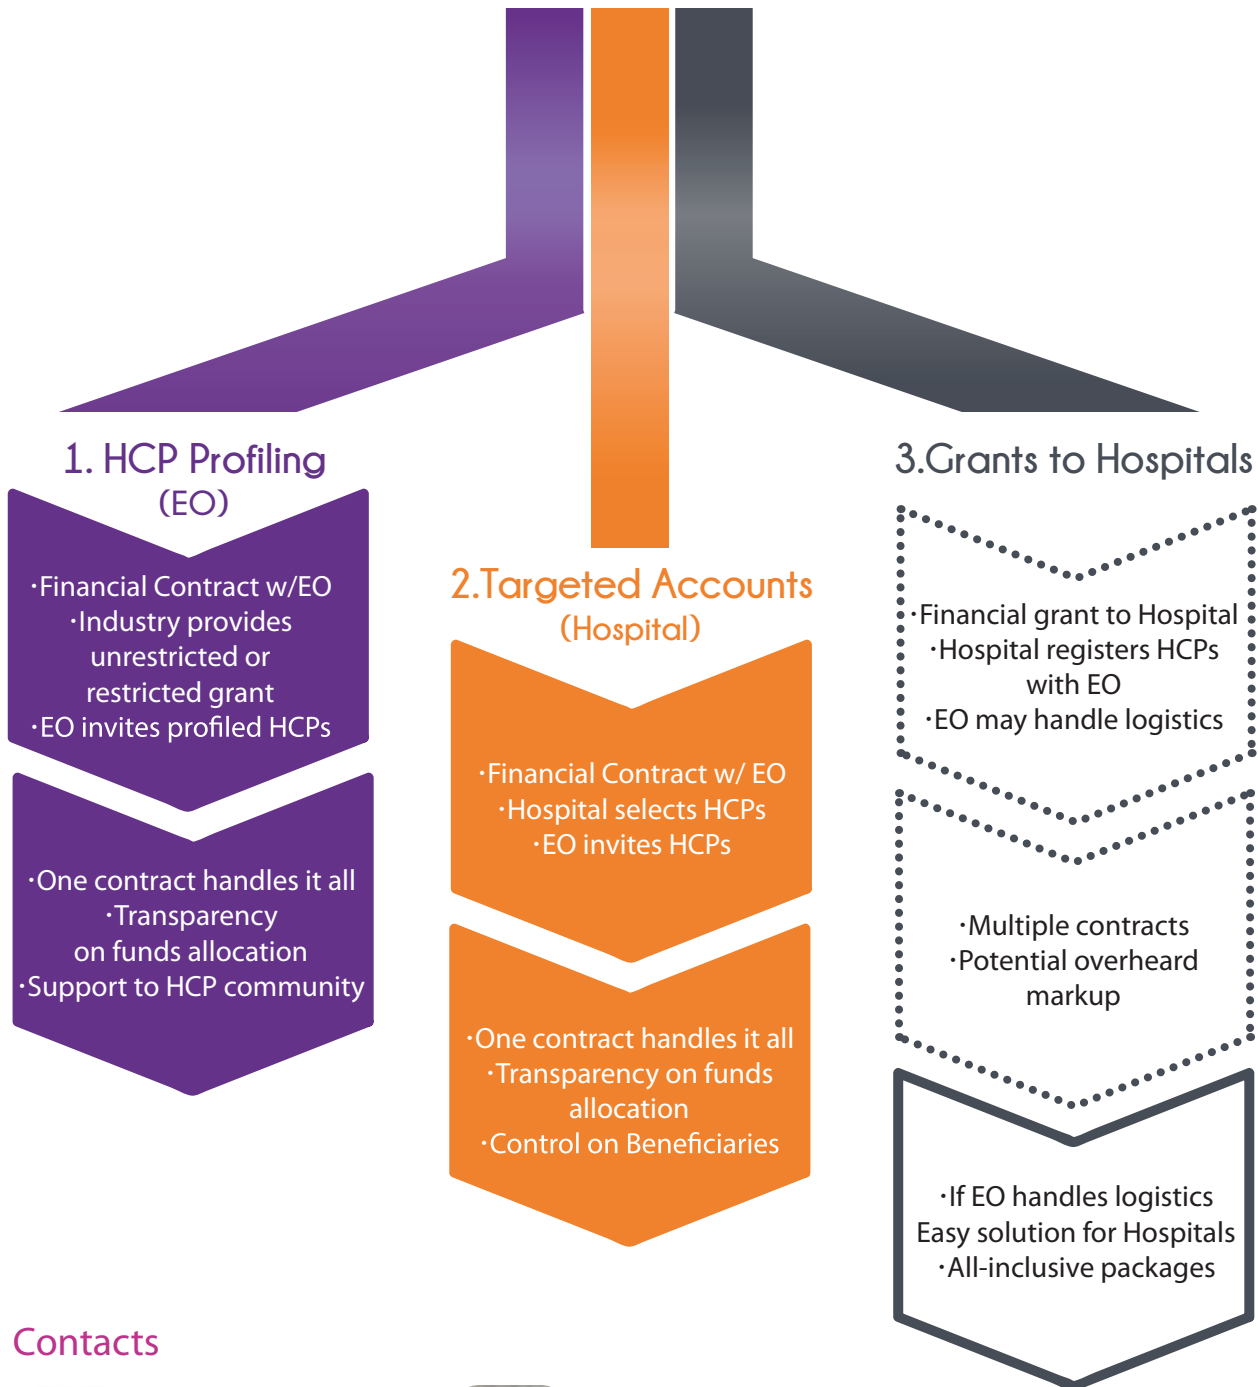 1. HCP Profiling
(EO)
·Financial Contract w/EO
·Industry provides
unrestricted or
restricted grant
·EO invites profiled HCPs
·One contract handles it all
·Transparency
on funds allocation
·Support to HCP community
2.Targeted Accounts
(Hospital)
·Financial Contract w/ EO
·Hospital selects HCPs
·EO invites HCPs
·One contract handles it all
·Transparency on funds
allocation
·Control on Beneficiaries
3.Grants to Hospitals
·Financial grant to Hospital
·Hospital registers HCPs
with EO
·EO may handle logistics
·Multiple contracts
·Potential overheard
markup
·If EO handles logistics
Easy solution for Hospitals
·All-inclusive packages
Contacts